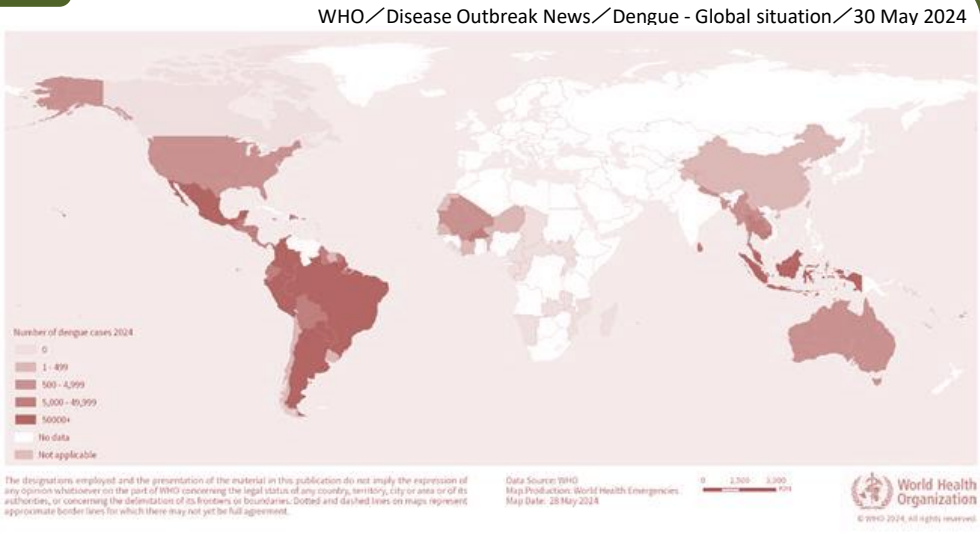 WHO／Disease Outbreak News／Dengue - Global situation／30 May 2024
Number of dengue cases 2024
0
1 - 499
500 - 4,999
5,000 - 49,999
50000+
No data
Not applicable
The designations employed and the presentation of the material in this publication do not imply the expression of
any opinion whatsoever on the part of WHO concerning the legal status of any country, territory, city or area or of its
authorities, or concerning the delimitation of its frontiers or boundaries. Dotted and dashed lines on maps represent
approximate border lines for which there may not yet be full agreement.
Data Source: WHO
Map Production: World Health Emergencies
Map Date: 28 May 2024
0 2,500 5,000
World Health
Organization
© WHO 2024, All rights reserved.